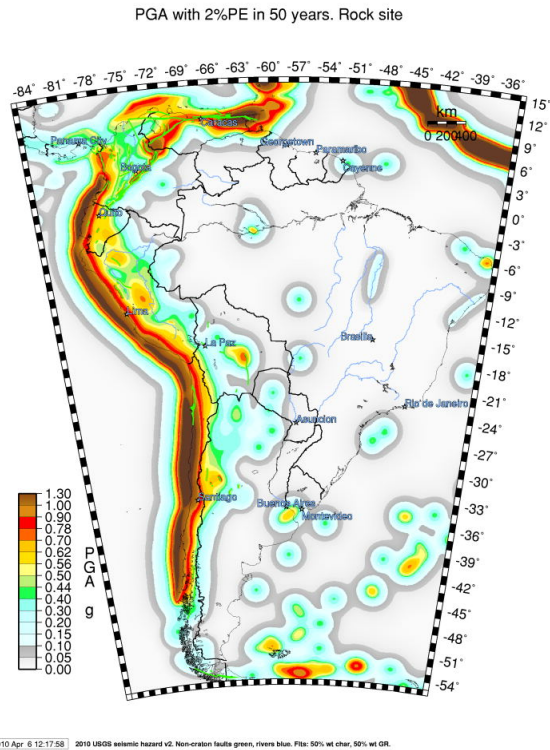 PGA with 2%PE in 50 years. Rock site
-84° -81° -78° -75° -72° -69° -66° -63° -60° -57° -54° -51° -48° -45° -42° -39° -36°
15°
12°
9°
6°
3°
0°
-3°
-6°
-9°
-12°
-15°
-18°
-21°
-24°
-27°
-30°
-33°
-36°
-39°
-42°
-45°
-48°
-51°
-54°
km
0 200400
Caracas
Panama City
Georgetown
Paramaribo
Cayenne
Bogota
Quito
Lima
La Paz
Brasilia
Rio de Janeiro
Asuncion
Santiago
Buenos Aires
Montevideo
1.30
1.00
0.90
0.78
0.70
0.62
0.56
0.50
0.44
0.40
0.30
0.20
0.15
0.10
0.05
0.00
PGA
g
10 Apr 6 12:17:58
2010 USGS seismic hazard v2. Non-craton faults green, rivers blue. Flts: 50% wt char, 50% wt GR.